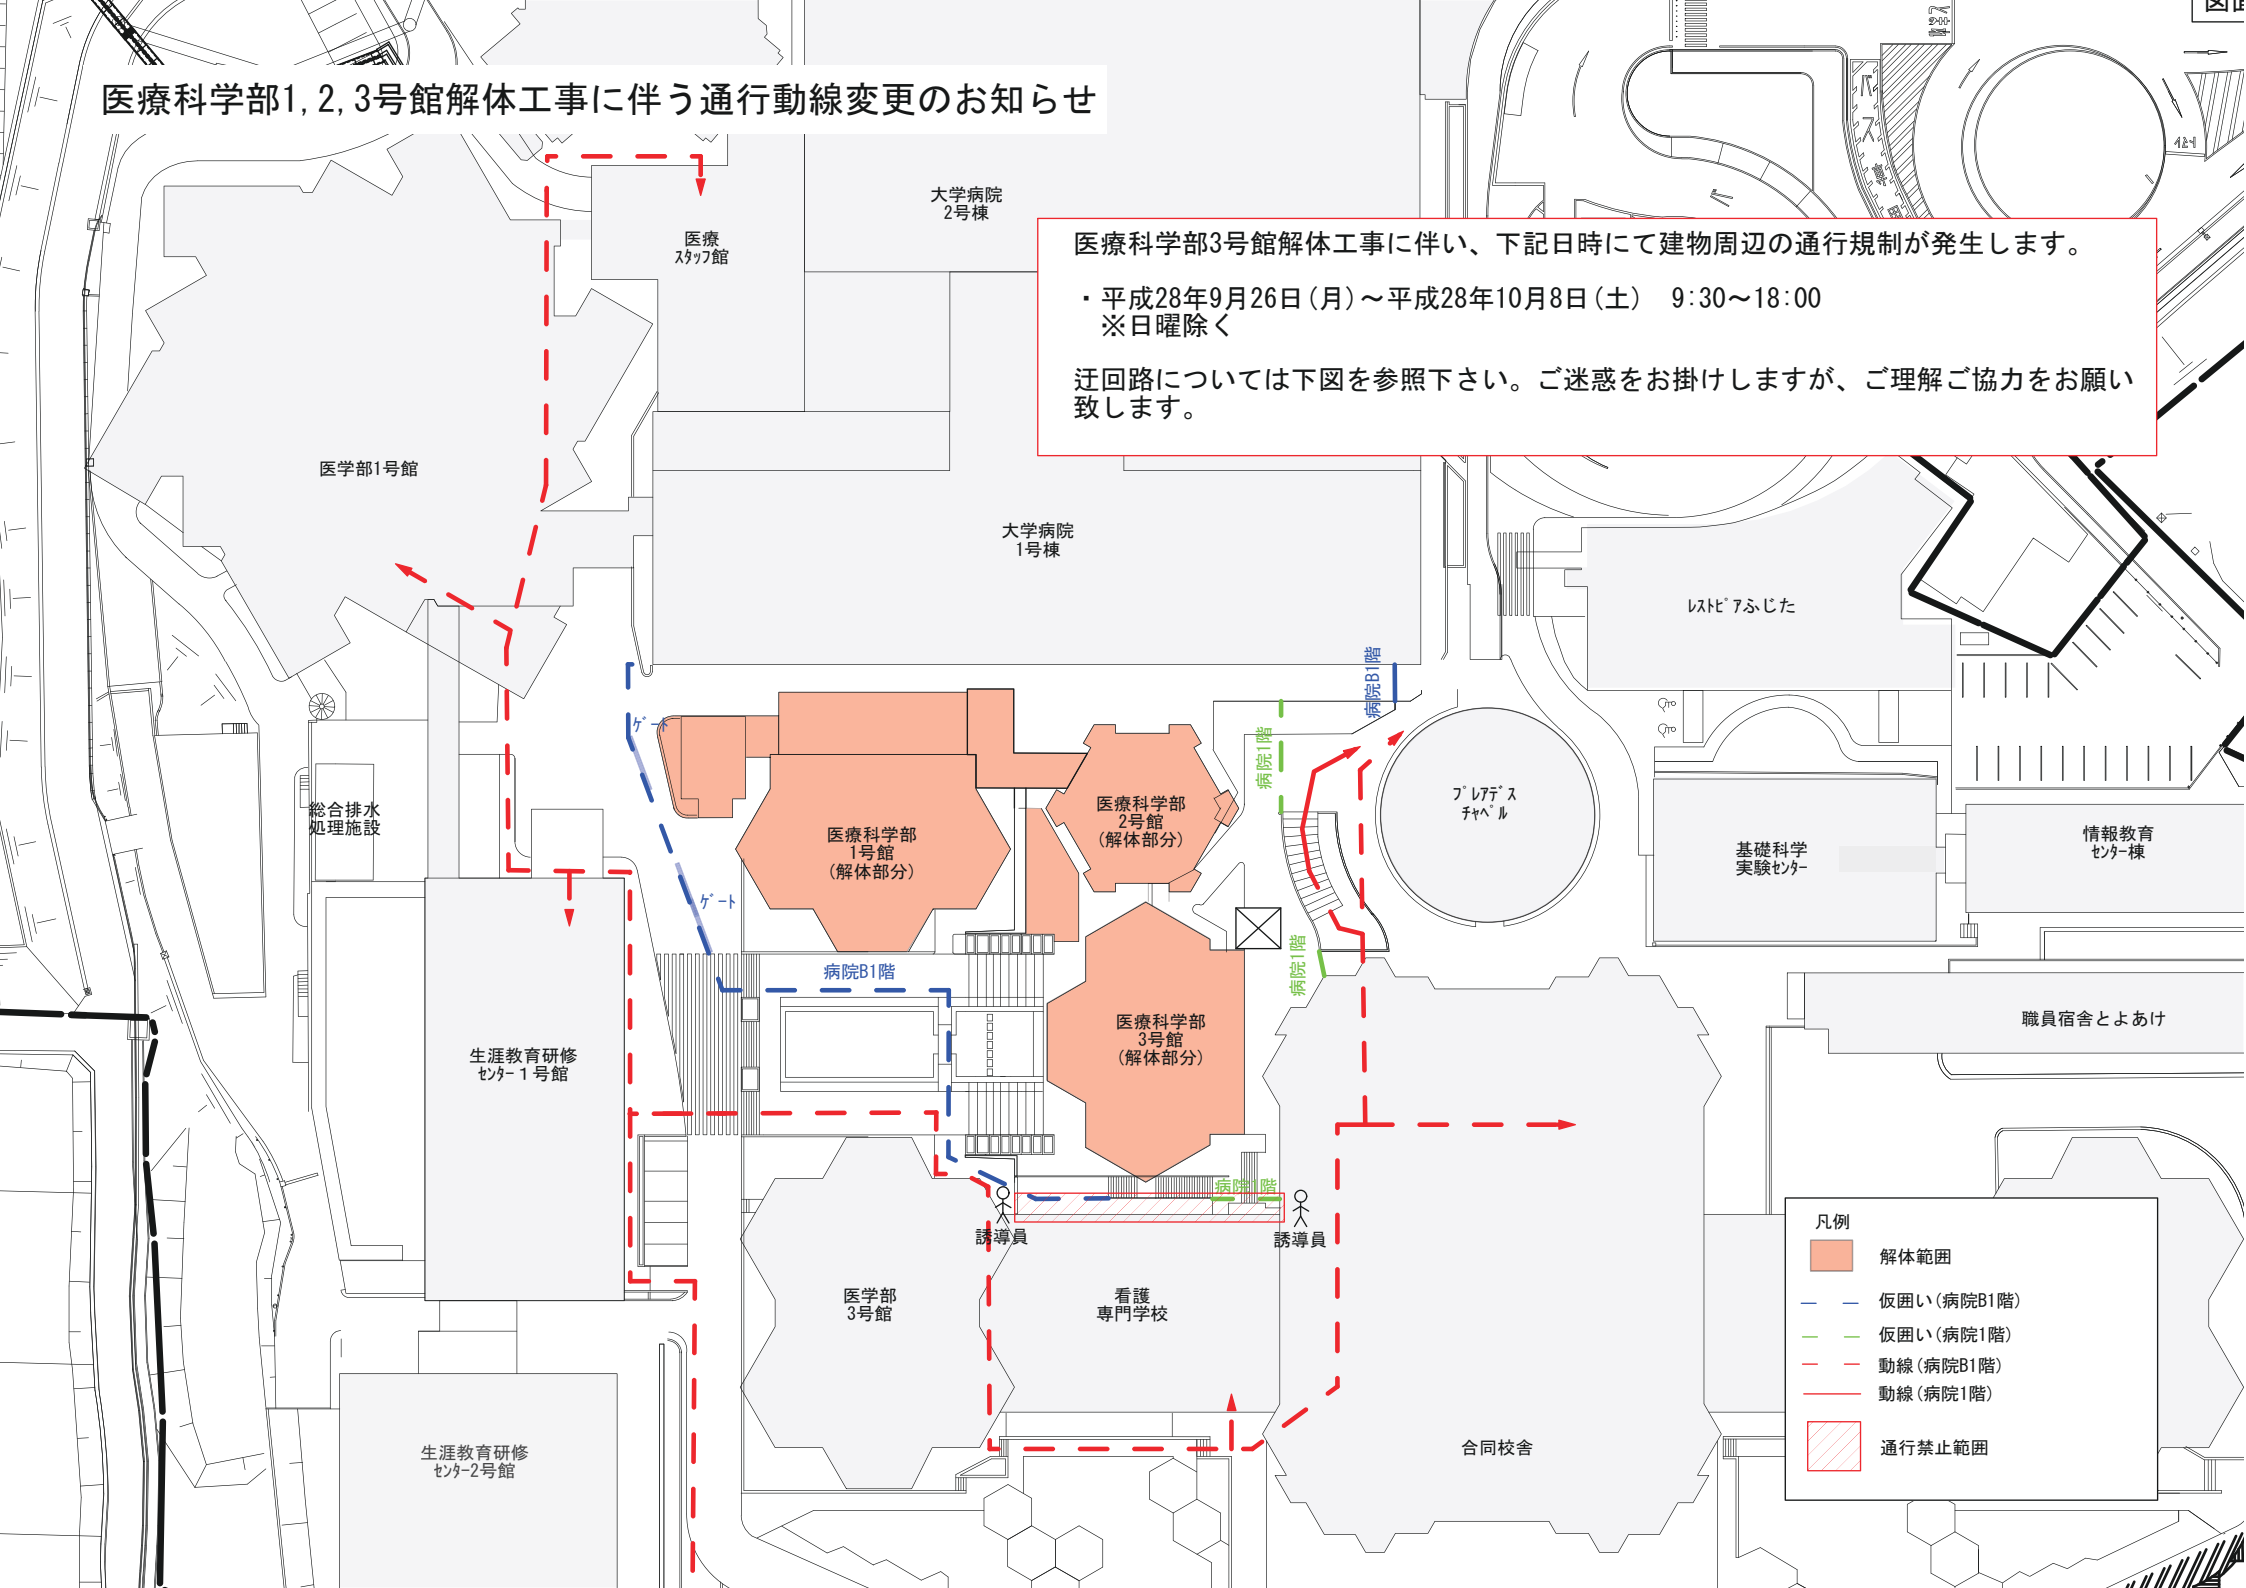 医療科学部1,2,3号館解体工事に伴う通行動線変更のお知らせ
大学病院
2号棟
医療
ｽﾀｯﾌ館
医療科学部3号館解体工事に伴い、下記日時にて建物周辺の通行規制が発生します。
・平成28年9月26日(月)～平成28年10月8日(土)　9:30～18:00
※日曜除く
迂回路については下図を参照下さい。ご迷惑をお掛けしますが、ご理解ご協力をお願い
致します。
医学部1号館
大学病院
1号棟
ﾚｽﾄﾋﾟｱふじた
病院B1階
病院1階
ｹﾞｰﾄ
総合排水
処理施設
医療科学部
1号館
(解体部分)
医療科学部
2号館
(解体部分)
ﾌﾟﾚｱﾃﾞｽ
ﾁｬﾍﾟﾙ
基礎科学
実験ｾﾝﾀｰ
情報教育
ｾﾝﾀｰ棟
ｹﾞｰﾄ
病院B1階
病院1階
医療科学部
3号館
(解体部分)
職員宿舎とよあけ
生涯教育研修
ｾﾝﾀｰ１号館
病院1階
誘導員
誘導員
医学部
3号館
看護
専門学校
合同校舎
生涯教育研修
ｾﾝﾀｰ2号館
凡例
解体範囲
仮囲い(病院B1階)
仮囲い(病院1階)
動線(病院B1階)
動線(病院1階)
通行禁止範囲